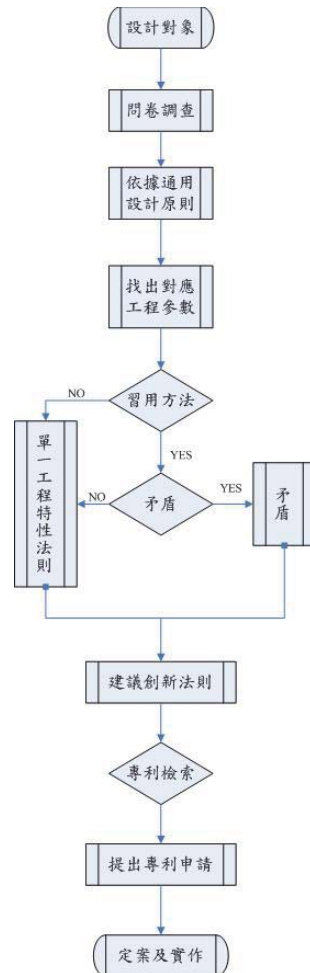 設計對象
問卷調查
依據通用
設計原則
找出對應
工程參數
習用方法
NO
YES
單一工程特性法則
NO
矛盾
YES
矛盾
建議創新法則
專利檢索
提出專利申請
定案及實作